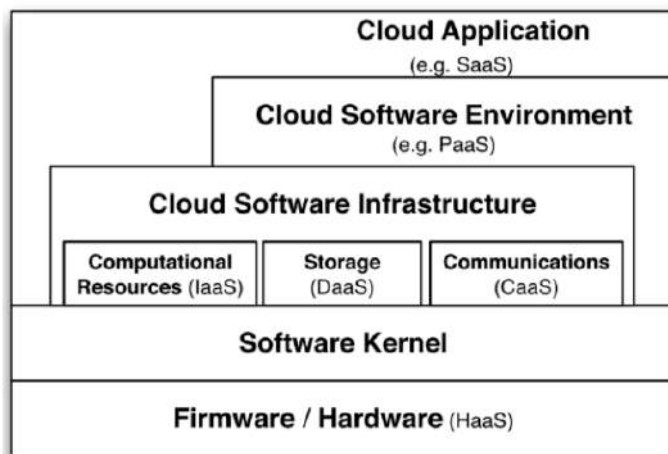 Cloud Application
(e.g. SaaS)
Cloud Software Environment
(e.g. PaaS)
Cloud Software Infrastructure
Computational
Resources (IaaS)
Storage
(DaaS)
Communications
(CaaS)
Software Kernel
Firmware / Hardware (HaaS)